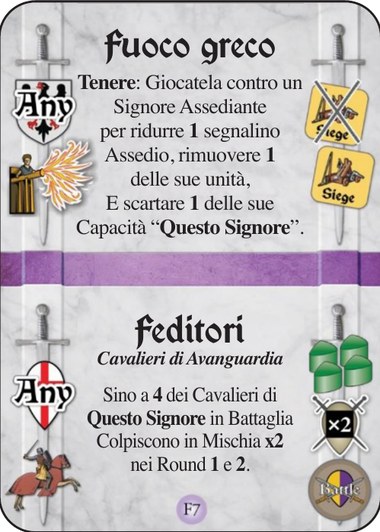 Fuoco greco
Tenere: Giocatela contro un
Any
Signore Assediante
per ridurre 1 segnalino
Siege
Assedio, rimuovere 1
delle sue unità,
Siege
E scartare 1 delle sue
Capacità “Questo Signore”.
Feditori
Cavalieri di Avanguardia
Any
Sino a 4 dei Cavalieri di
Questo Signore in Battaglia
x2
Colpiscono in Mischia x2
nei Round 1 e 2.
Battle
F7